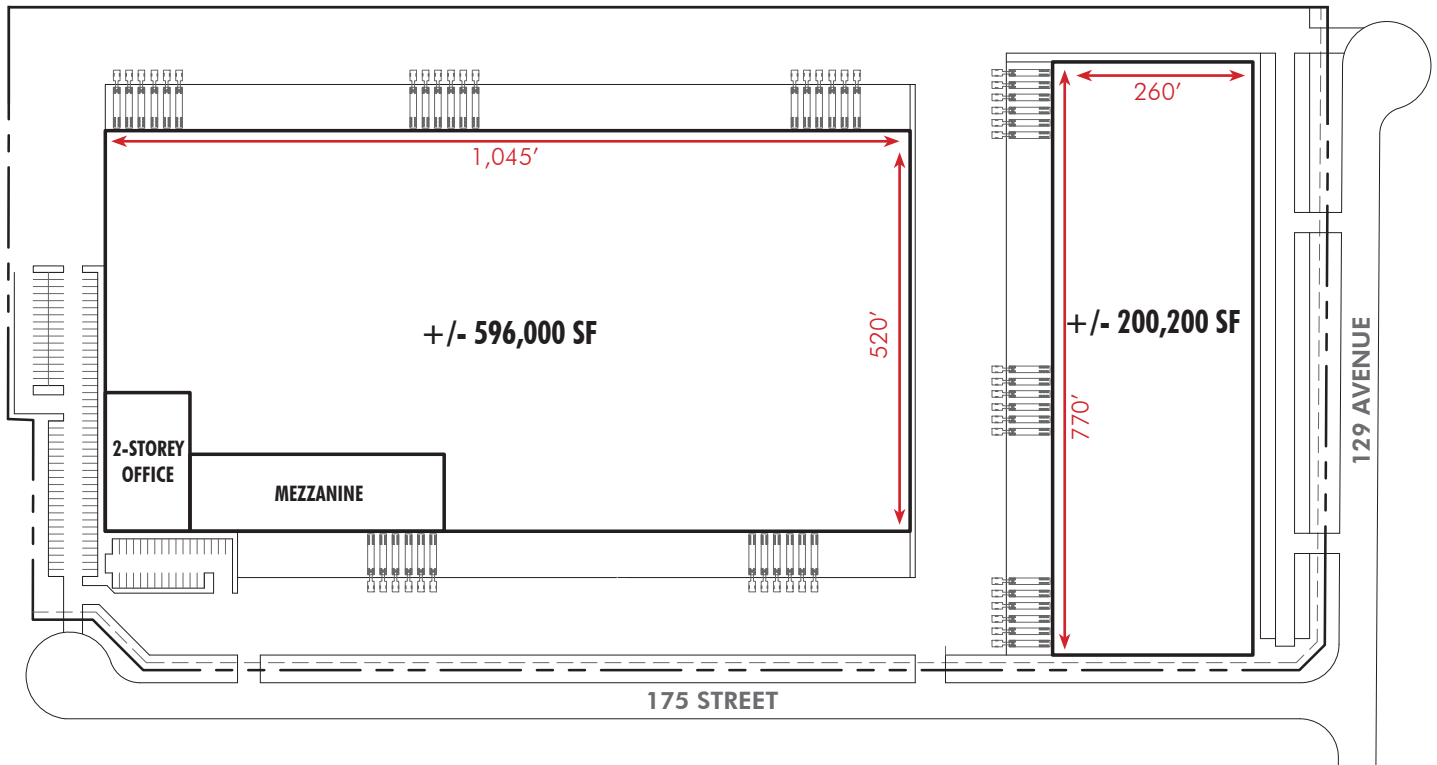 260’
1,045’
+/- 596,000 SF
520’
+/- 200,200 SF
770’
129 AVENUE
2-STOREY
OFFICE
MEZZANINE
175 STREET